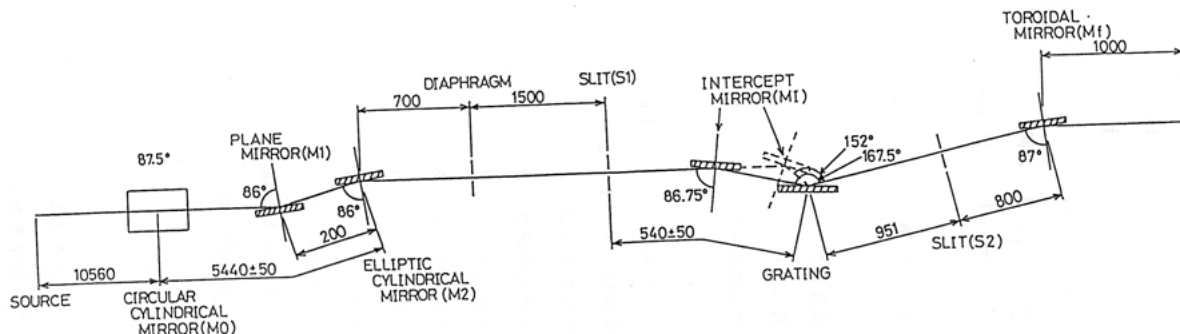 TOROIDAL
MIRROR(Mf)
1000
DIAPHRAGM
SLIT(S1)
700
1500
INTERCEPT
MIRROR(MI)
PLANE
MIRROR(M1)
87.5°
152°
167.5°
86°
86°
86.75°
87°
200
540±50
951
800
SLIT(S2)
10560
5440±50
GRATING
SOURCE
CIRCULAR
CYLINDRICAL
MIRROR(M0)
ELLIPTIC
CYLINDRICAL
MIRROR(M2)